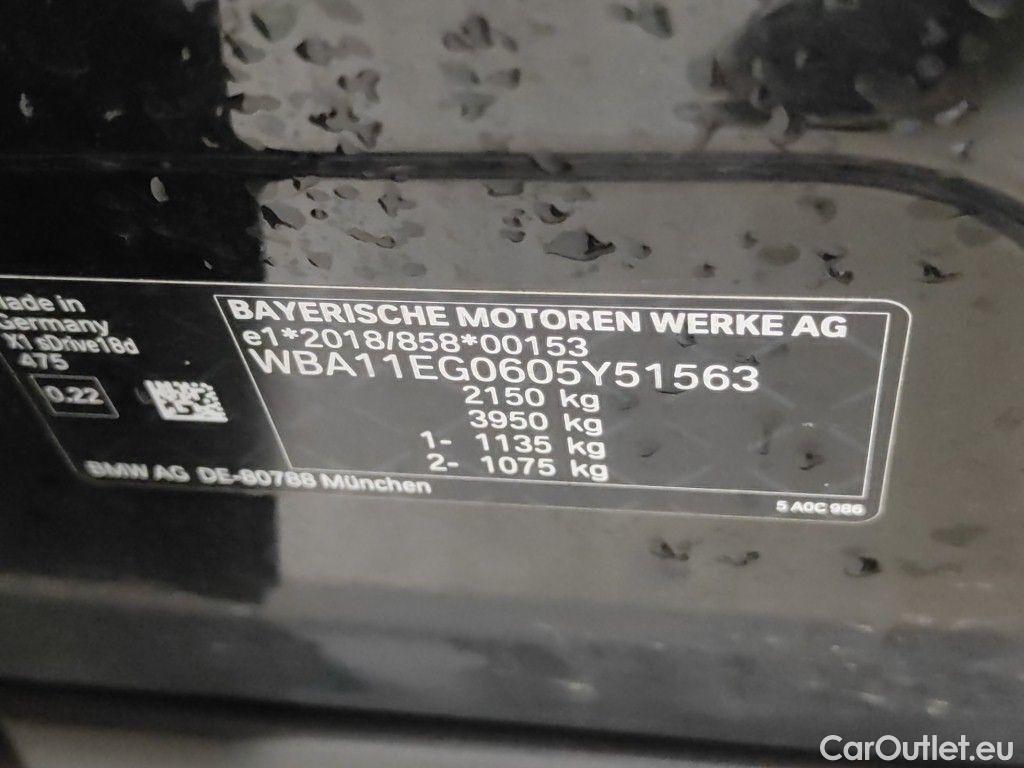 Made in
Germany
X1 sDrive18d
475
0.22
BAYERISCHE MOTOREN WERKE AG
e1*2018/858*00153
WBA11EG0605Y51563
2150 kg
3950 kg
1- 1135 kg
2- 1075 kg
BMW AG DE-80788 München
5 A0C 986
CarOutlet.eu